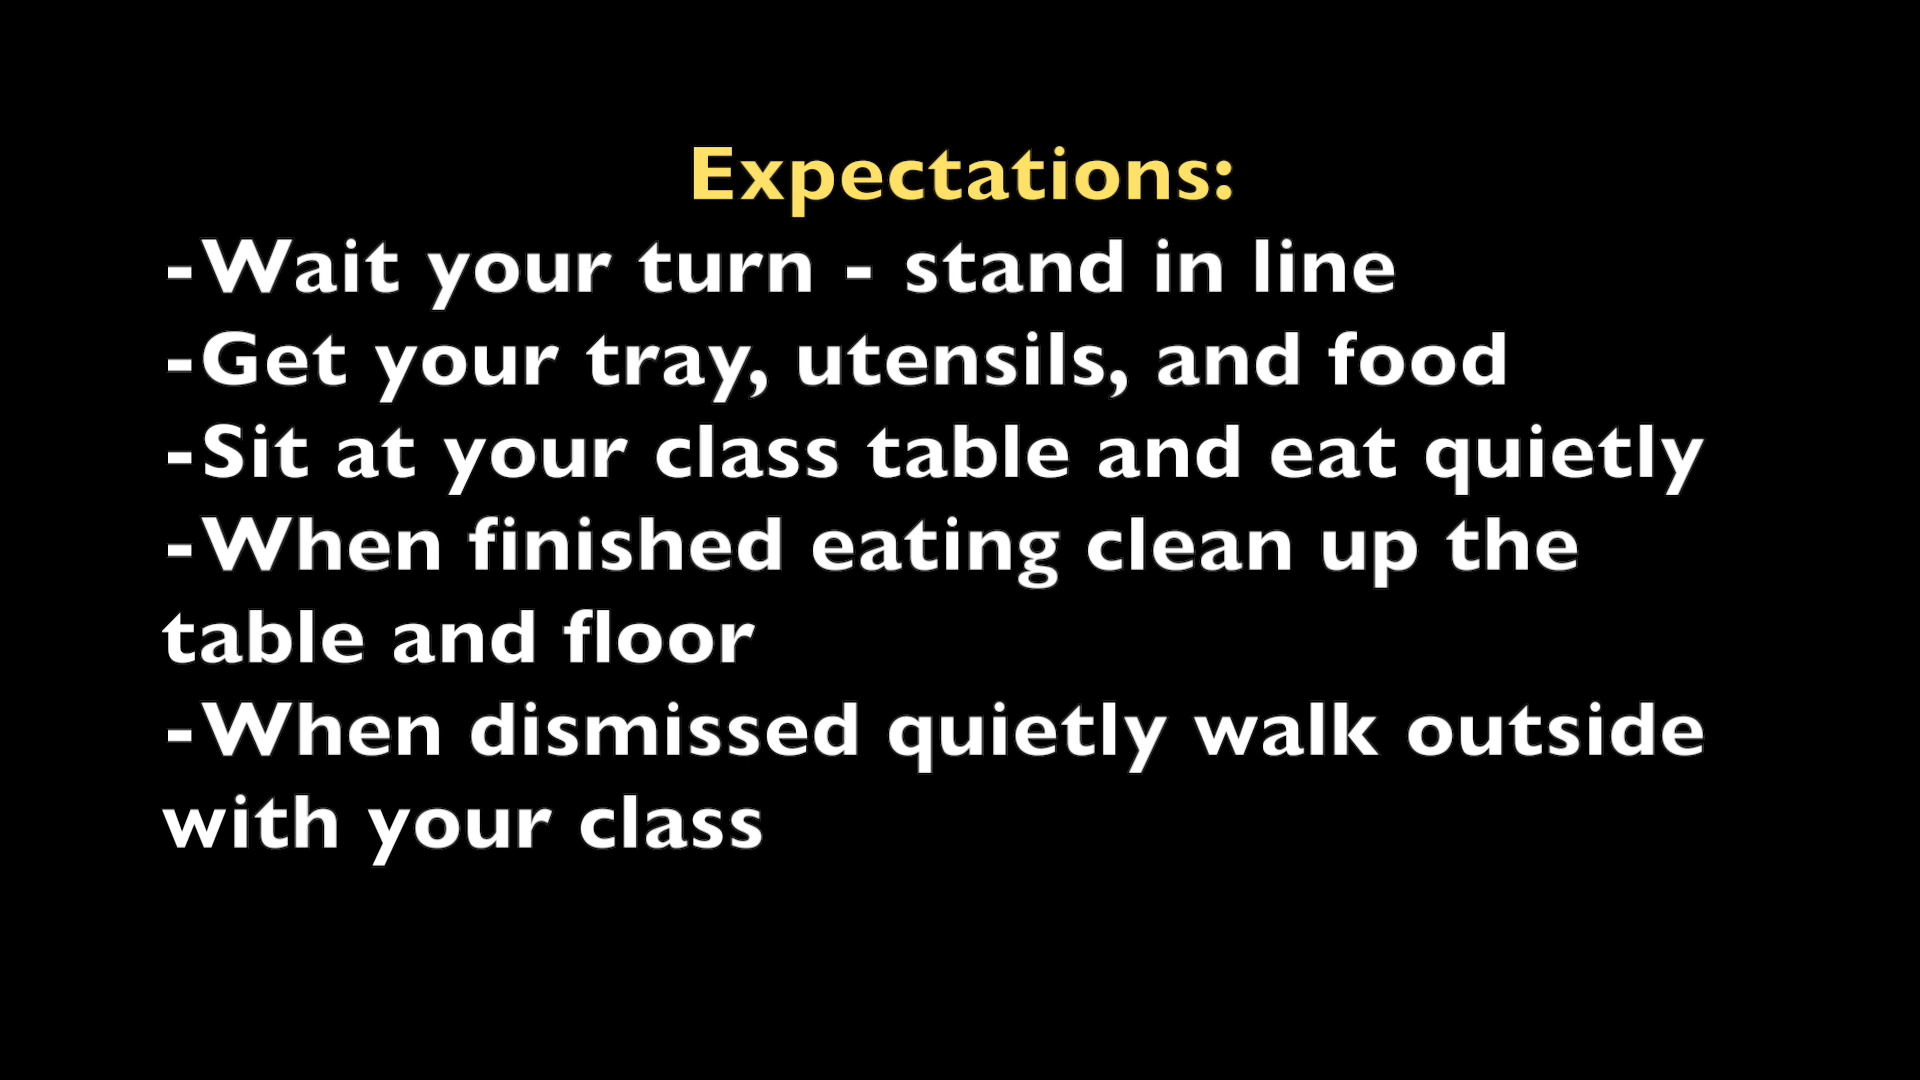 Expectations:
-Wait your turn - stand in line
-Get your tray, utensils, and food
-Sit at your class table and eat quietly
-When finished eating clean up the
table and floor
-When dismissed quietly walk outside
with your class